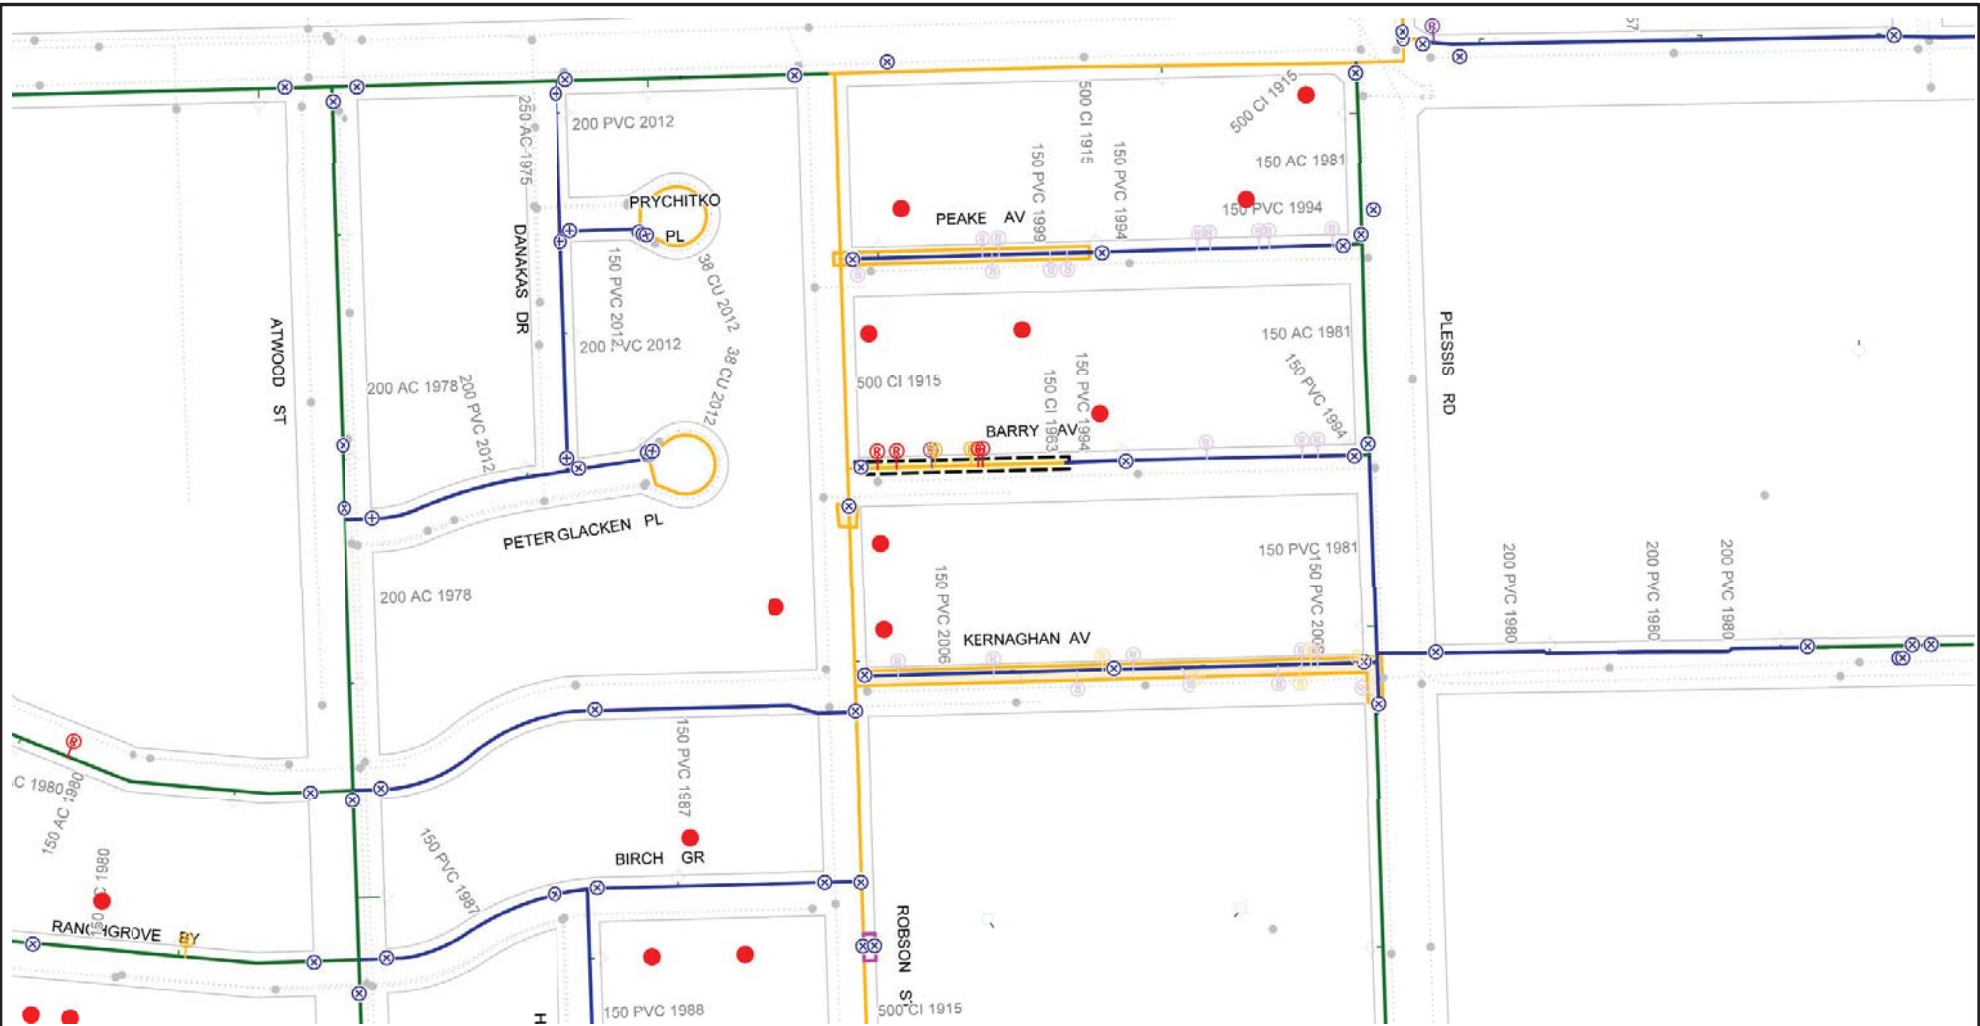 57
200 PVC 2012
250 AC 1975
500 CI 1915
500 CI 1915
150 PVC 1999
150 PVC 1994
150 AC 1981
150 PVC 1994
PRYCHITKO
PL
PEAKE AV
DANAKAS DR
150 PVC 2012
38 CU 2012
200 PVC 2012
ATWOOD ST
PLESSIS RD
150 AC 1981
200 AC 1978
200 PVC 2012
38 CU 2012
500 CI 1915
150 CI 1963
150 PVC 1994
150 PVC 1994
BARRY AV
PETER GLACKEN PL
150 PVC 1981
150 PVC 2006
200 PVC 1980
200 PVC 1980
200 PVC 1980
200 AC 1978
KERNAGHAN AV
150 PVC 1987
C 1980
150 AC 1980
150 PVC 1987
BIRCH GR
RANCHGROVE BY
ROBSON ST
150 PVC 1988
500 CI 1915
H